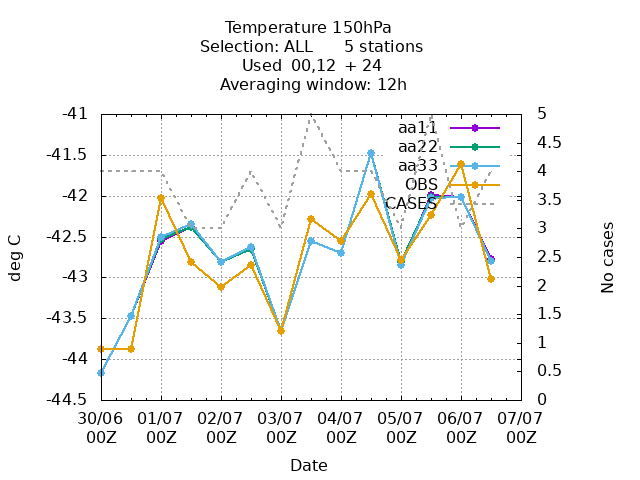 Temperature 150hPa
Selection: ALL      5 stations
Used  00,12  + 24
Averaging window: 12h
-41
-41.5
-42
-42.5
-43
-43.5
-44
-44.5
deg C
5
4.5
4
3.5
3
2.5
2
1.5
1
0.5
0
No cases
aa11
aa22
aa33
OBS
CASES
30/06 01/07 02/07 03/07 04/07 05/07 06/07 07/07
00Z 00Z 00Z 00Z 00Z 00Z 00Z 00Z
Date